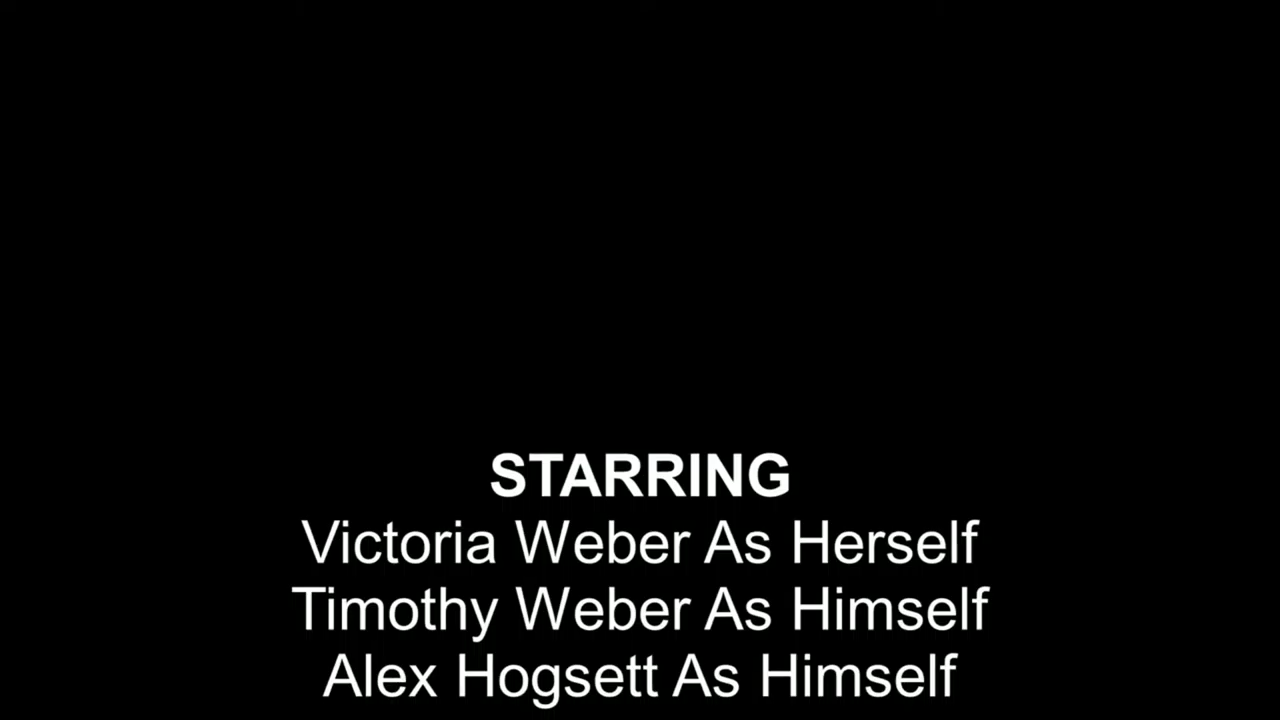 STARRING
Victoria Weber As Herself
Timothy Weber As Himself
Alex Hogsett As Himself